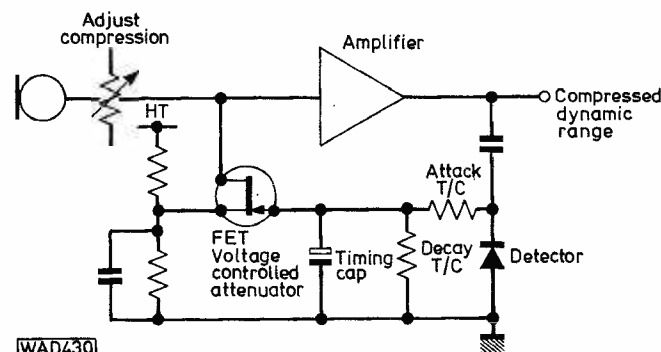 Adjust
compression
HT
Amplifier
Compressed
dynamic
range
Attack
T/C
FET
Voltage
controlled
attenuator
Timing
cap
Decay
T/C
Detector
WAD430